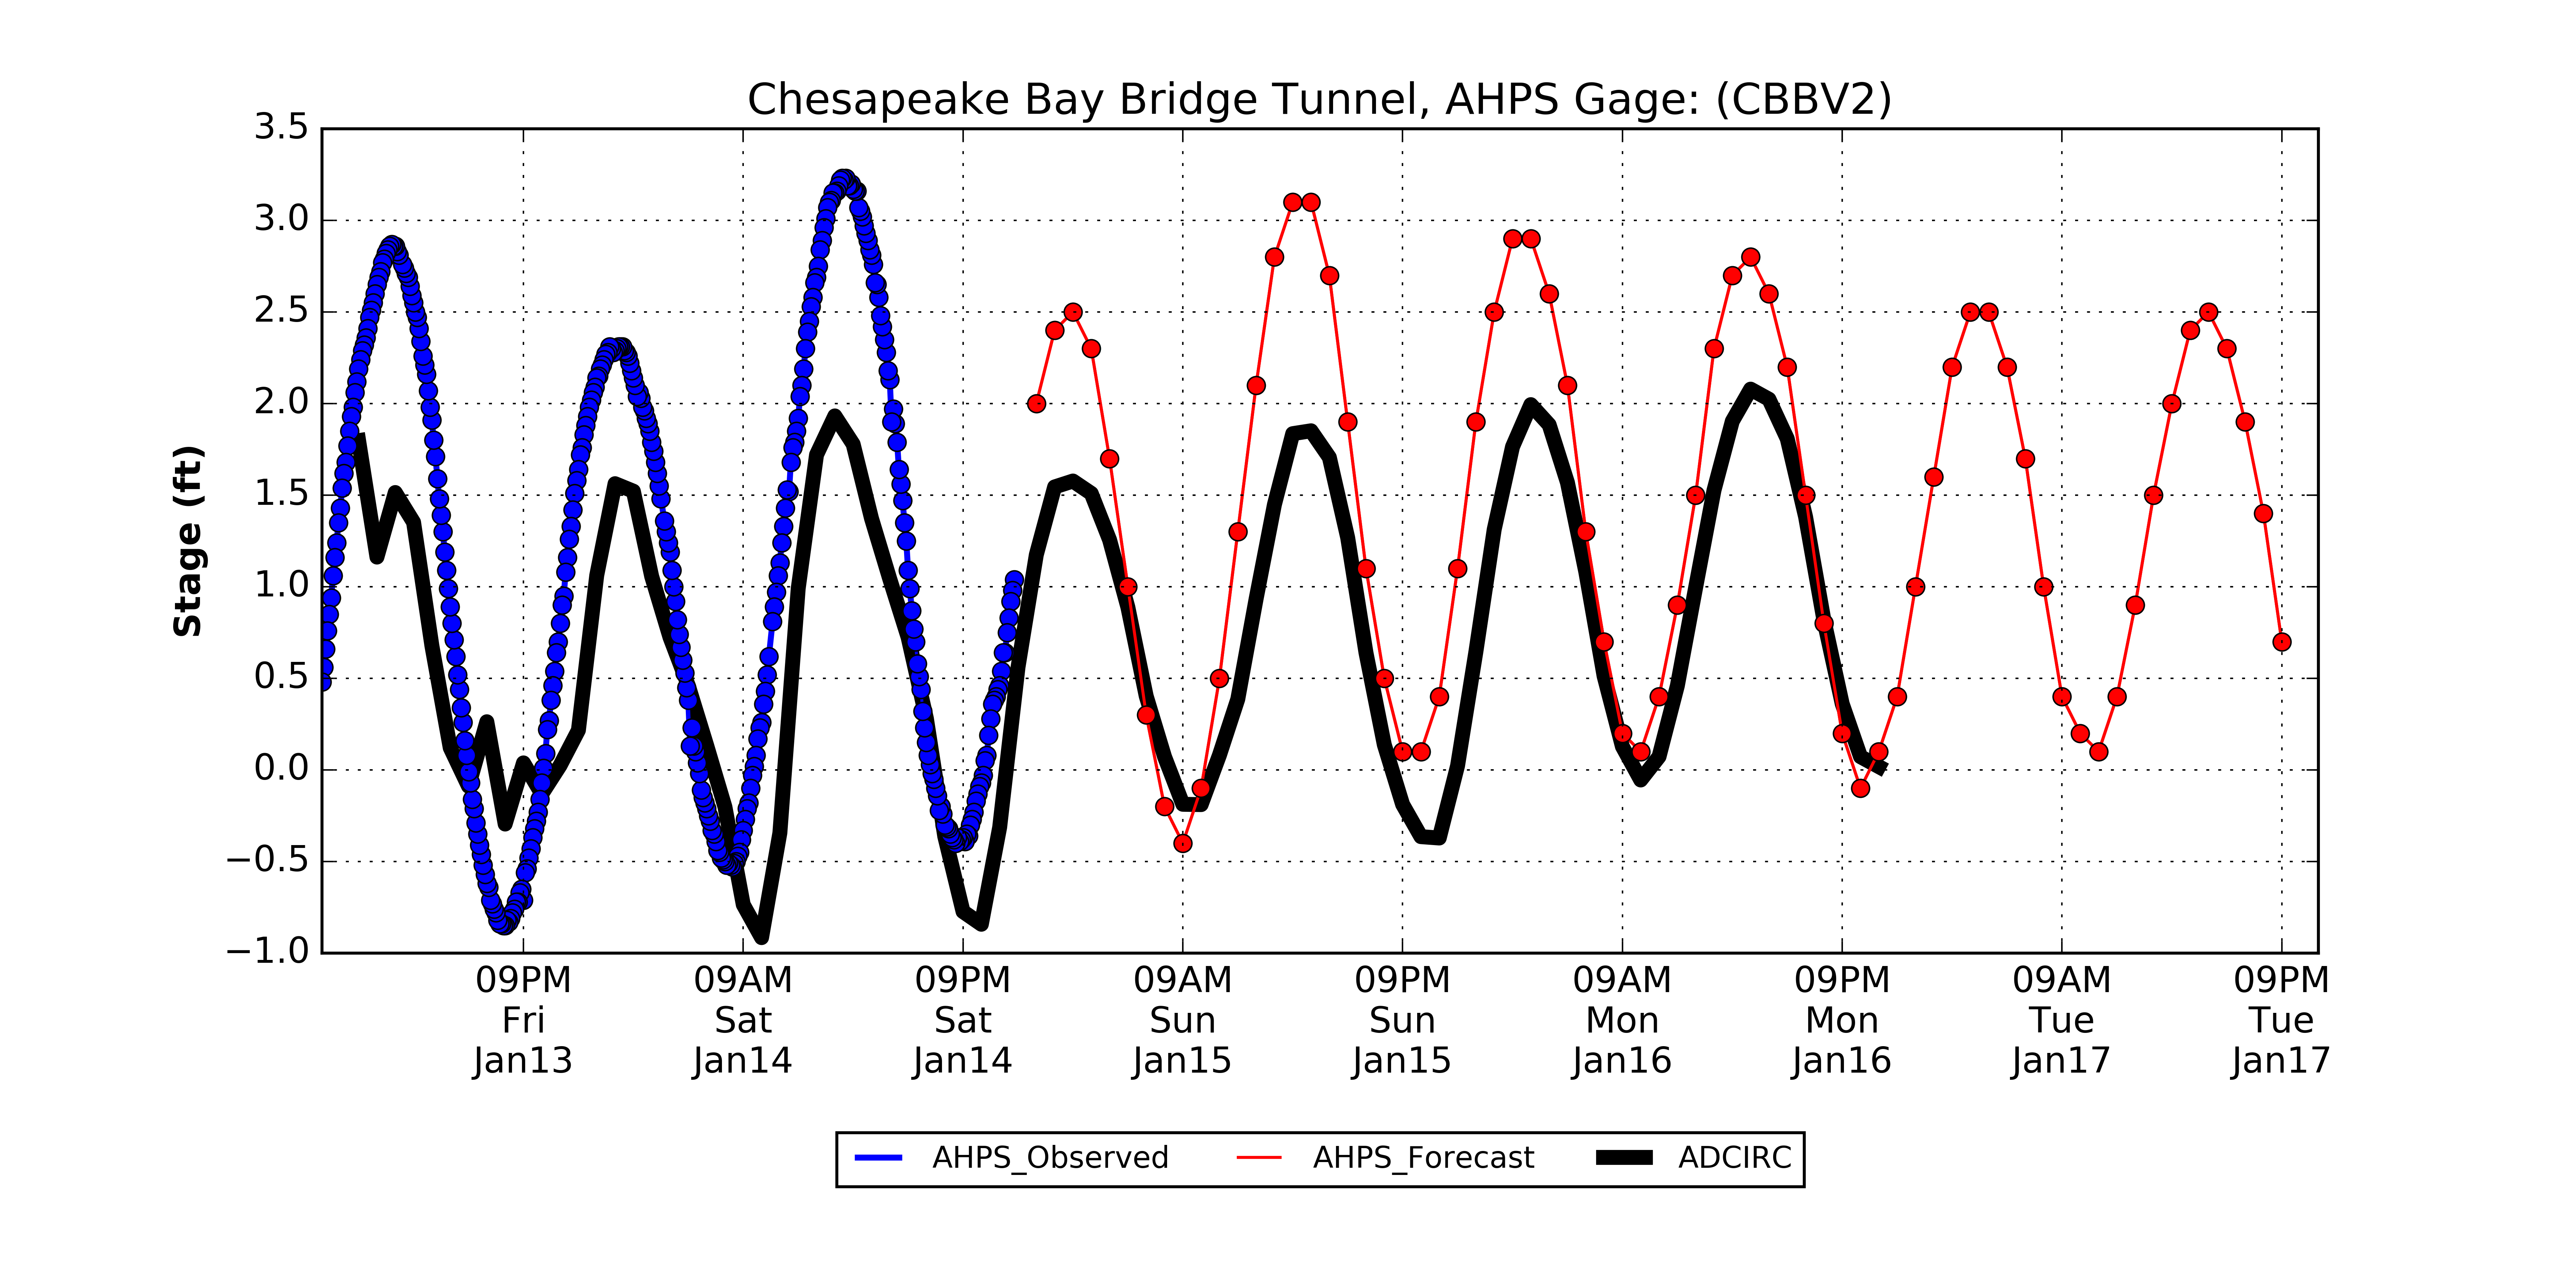 Chesapeake Bay Bridge Tunnel, AHPS Gage: (CBBV2)
3.5
3.0
2.5
2.0
1.5
1.0
0.5
0.0
−0.5
−1.0
Stage (ft)
09PM 09AM 09PM 09AM 09PM 09AM 09PM 09AM 09PM
Fri Sat Sat Sun Sun Mon Mon Tue Tue
Jan13 Jan14 Jan14 Jan15 Jan15 Jan16 Jan16 Jan17 Jan17
AHPS_Observed AHPS_Forecast ADCIRC